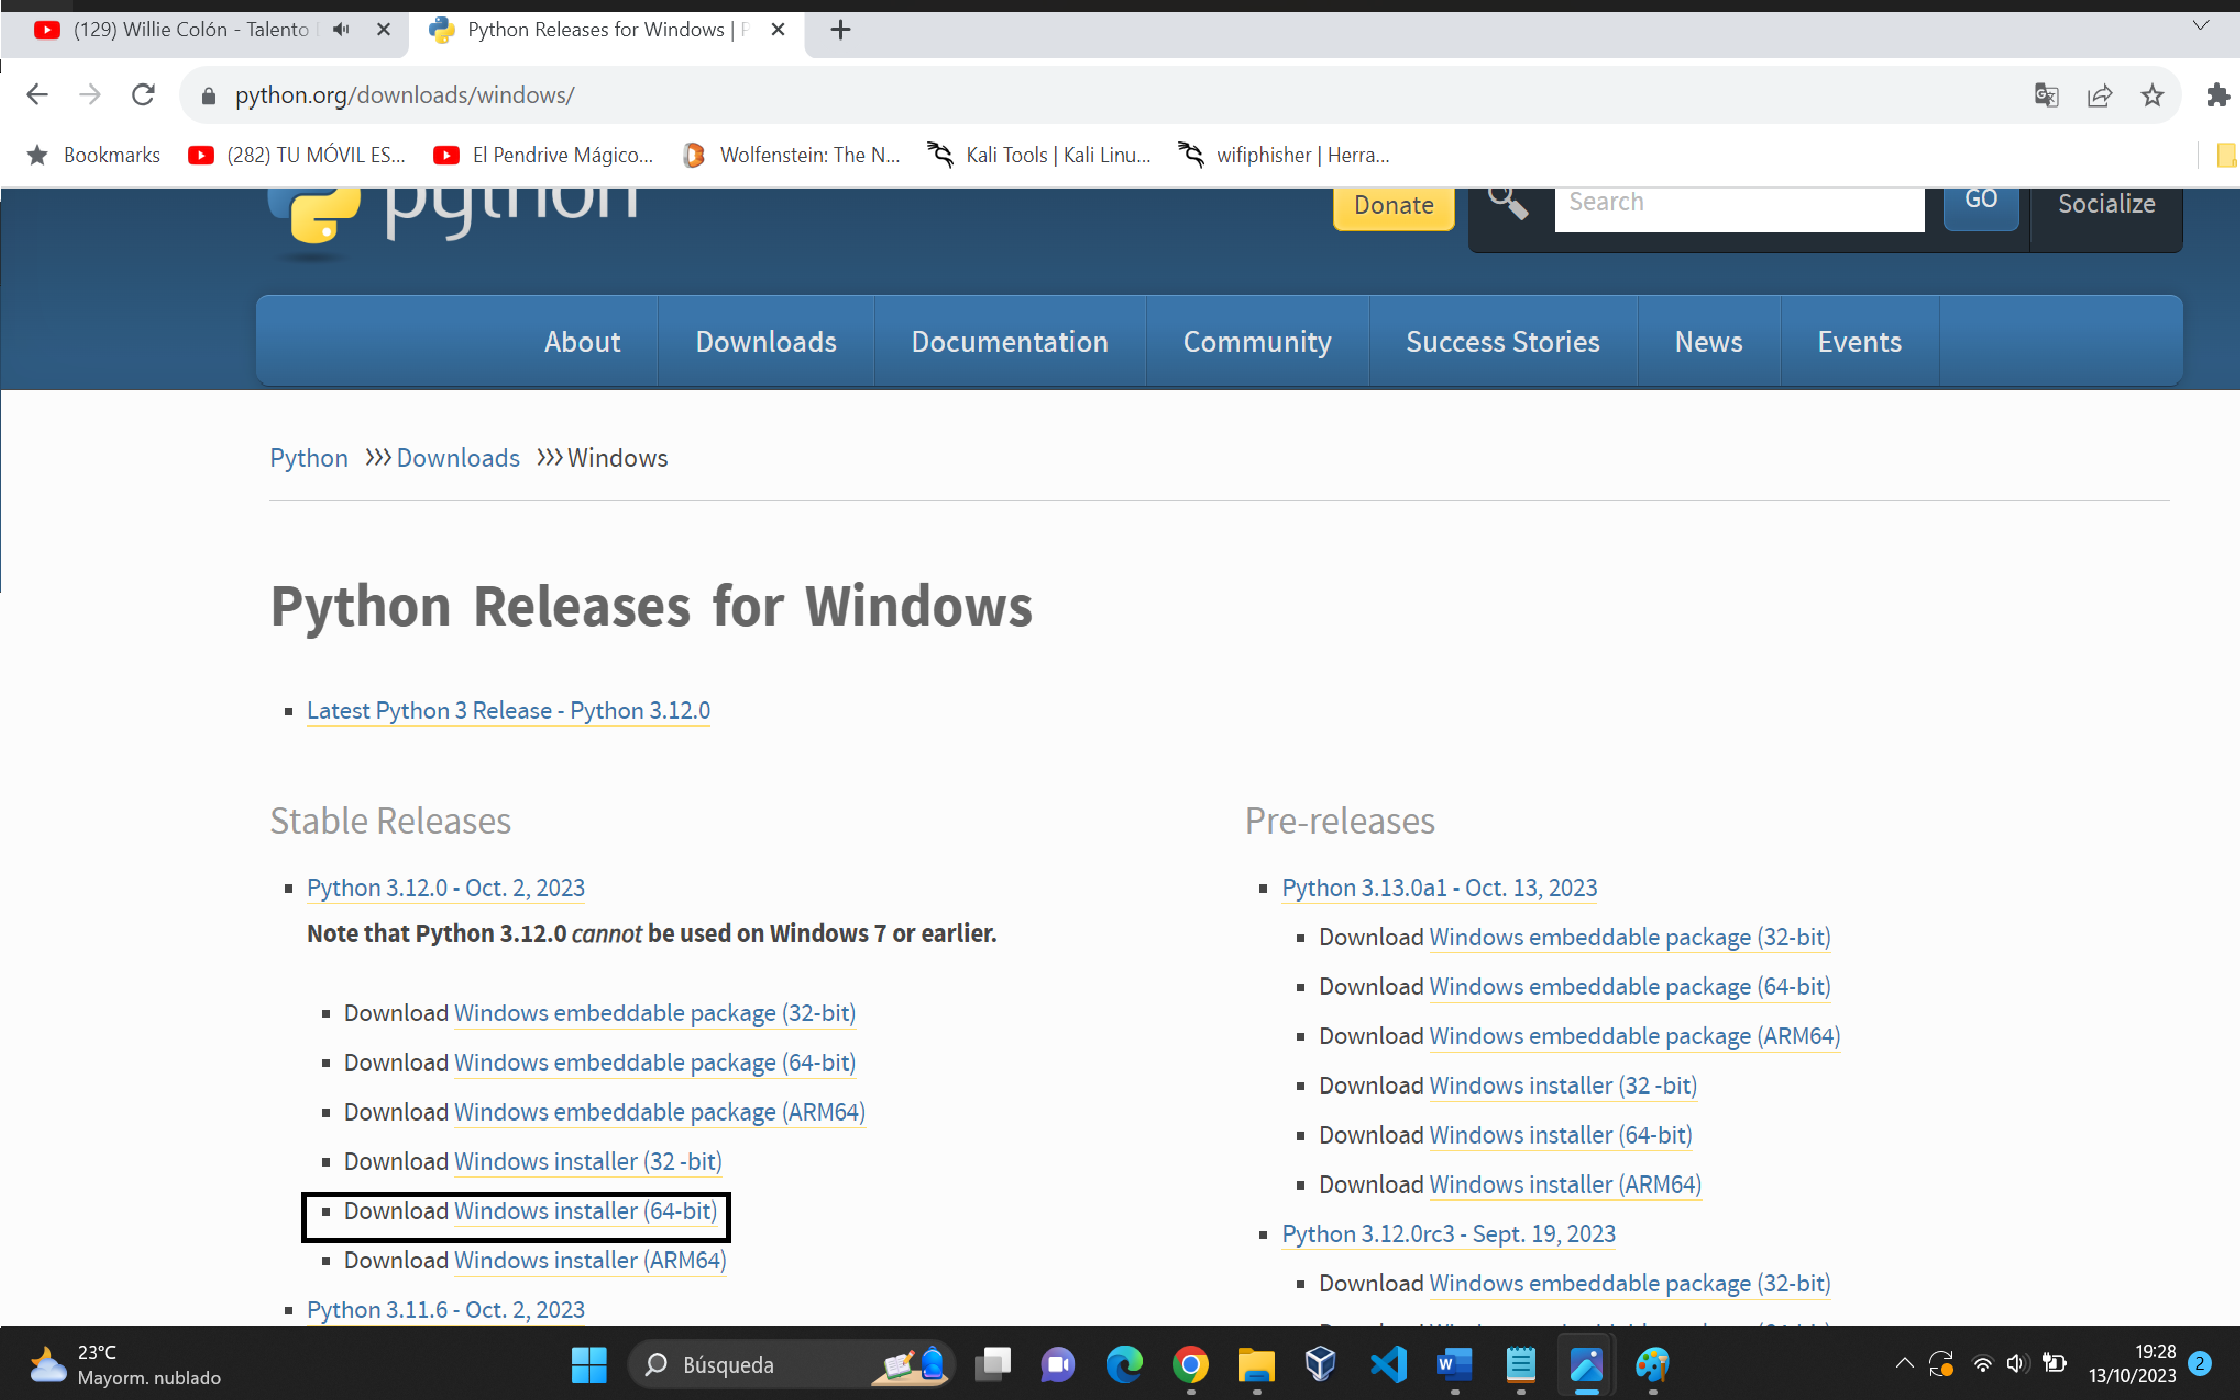 (129) Willie Colón - Talento
Python Releases for Windows |
python.org/downloads/windows/
Bookmarks
(282) TU MÓVIL ES...
El Pendrive Mágico...
Wolfenstein: The N...
Kali Tools | Kali Linu...
wifiphisher | Herra...
python
Donate
Search
GO
Socialize
About
Downloads
Documentation
Community
Success Stories
News
Events
Python >>> Downloads >>> Windows
Python Releases for Windows
Latest Python 3 Release - Python 3.12.0
Stable Releases
Python 3.12.0 - Oct. 2, 2023
Note that Python 3.12.0 cannot be used on Windows 7 or earlier.
Download Windows embeddable package (32-bit)
Download Windows embeddable package (64-bit)
Download Windows embeddable package (ARM64)
Download Windows installer (32 -bit)
Download Windows installer (64-bit)
Download Windows installer (ARM64)
Python 3.11.6 - Oct. 2, 2023
Pre-releases
Python 3.13.0a1 - Oct. 13, 2023
Download Windows embeddable package (32-bit)
Download Windows embeddable package (64-bit)
Download Windows embeddable package (ARM64)
Download Windows installer (32 -bit)
Download Windows installer (64-bit)
Download Windows installer (ARM64)
Python 3.12.0rc3 - Sept. 19, 2023
Download Windows embeddable package (32-bit)
23°C
Mayorm. nublado
Búsqueda
W
19:28
13/10/2023
2